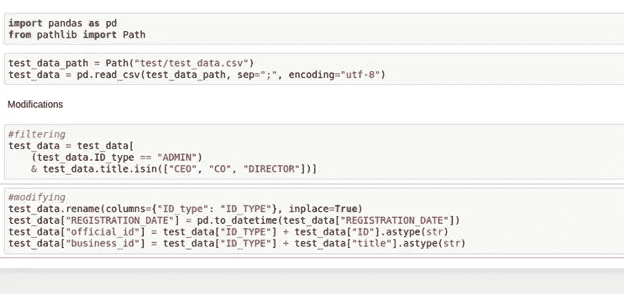 import pandas as pd
from pathlib import Path
test_data_path = Path("test/test_data.csv")
test_data = pd.read_csv(test_data_path, sep=";", encoding="utf-8")
Modifications
#filtering
test_data = test_data[
    (test_data.ID_type == "ADMIN")
    & test_data.title.isin(["CEO", "CO", "DIRECTOR"])]
#modifying
test_data.rename(columns={"ID_type": "ID_TYPE"}, inplace=True)
test_data["REGISTRATION_DATE"] = pd.to_datetime(test_data["REGISTRATION_DATE"])
test_data["official_id"] = test_data["ID_TYPE"] + test_data["ID"].astype(str)
test_data["business_id"] = test_data["ID_TYPE"] + test_data["title"].astype(str)